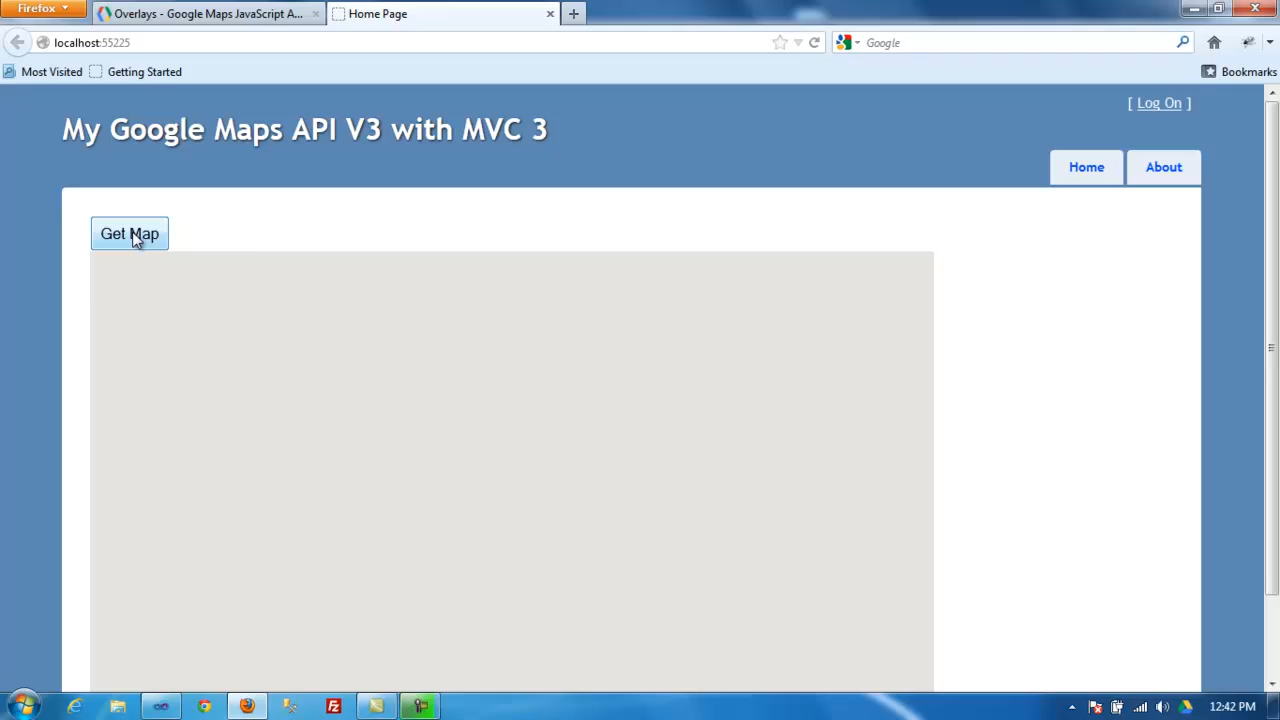 Firefox
Overlays - Google Maps JavaScript A...
Home Page
localhost:55225
Google
Most Visited
Getting Started
Bookmarks
[ Log On ]
My Google Maps API V3 with MVC 3
Home
About
Get Map
12:42 PM